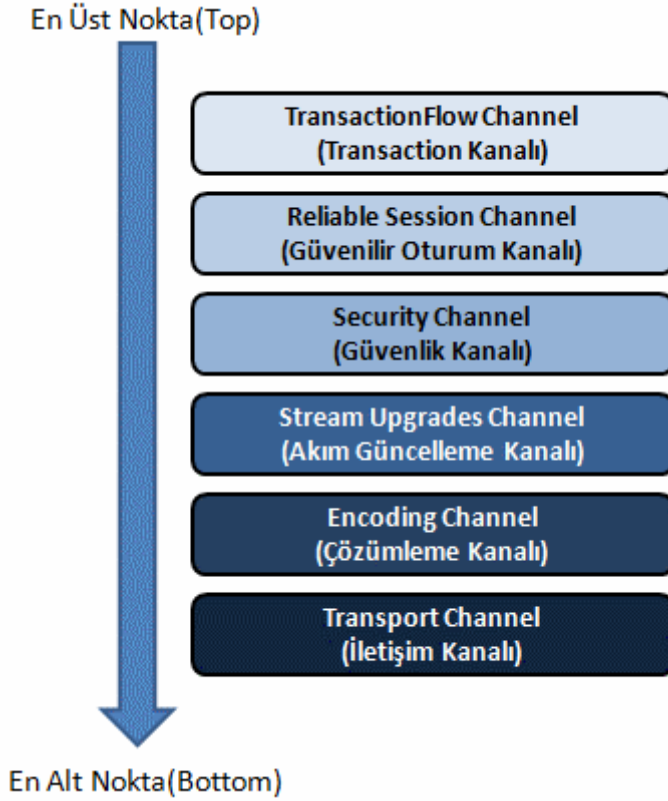 En Üst Nokta(Top)
TransactionFlow Channel
(Transaction Kanalı)
Reliable Session Channel
(Güvenilir Oturum Kanalı)
Security Channel
(Güvenlik Kanalı)
Stream Upgrades Channel
(Akım Güncelleme Kanalı)
Encoding Channel
(Çözümleme Kanalı)
Transport Channel
(İletişim Kanalı)
En Alt Nokta(Bottom)